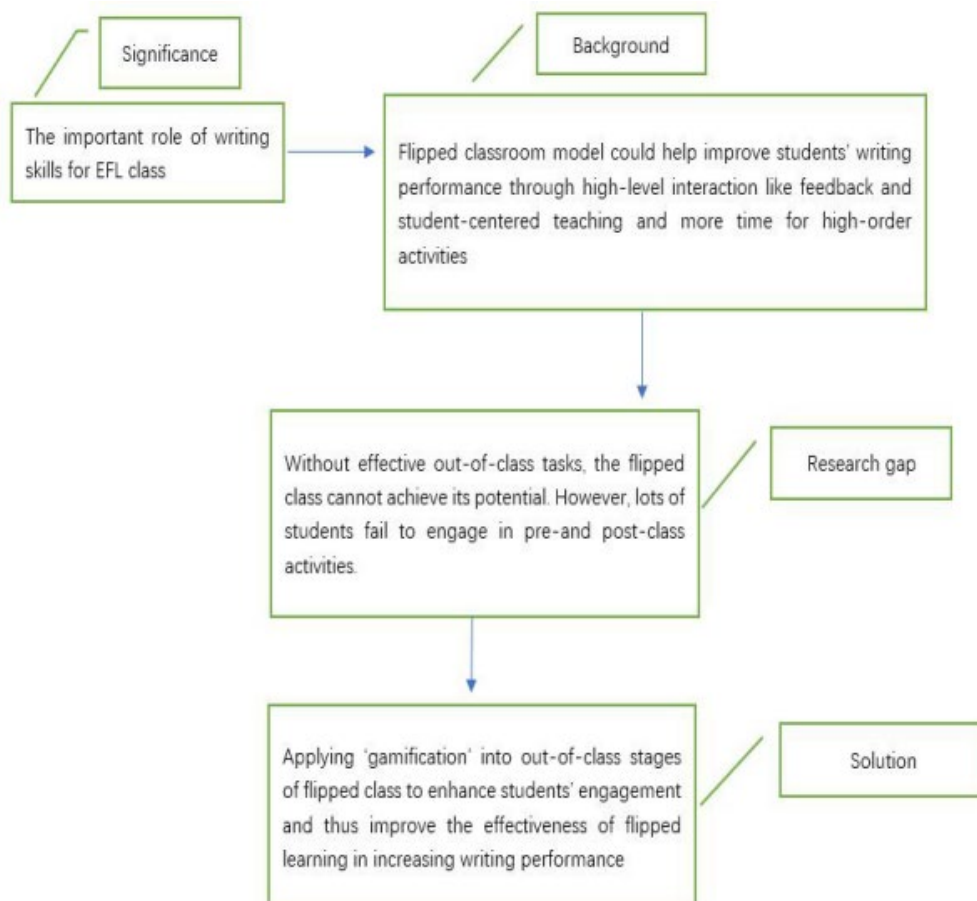 Significance
Background
The important role of writing
skills for EFL class
Flipped classroom model could help improve students' writing
performance through high-level interaction like feedback and
student-centered teaching and more time for high-order
activities
Without effective out-of-class tasks, the flipped
class cannot achieve its potential. However, lots of
students fail to engage in pre-and post-class
activities.
Research gap
Applying 'gamification' into out-of-class stages
of flipped class to enhance students' engagement
and thus improve the effectiveness of flipped
learning in increasing writing performance
Solution